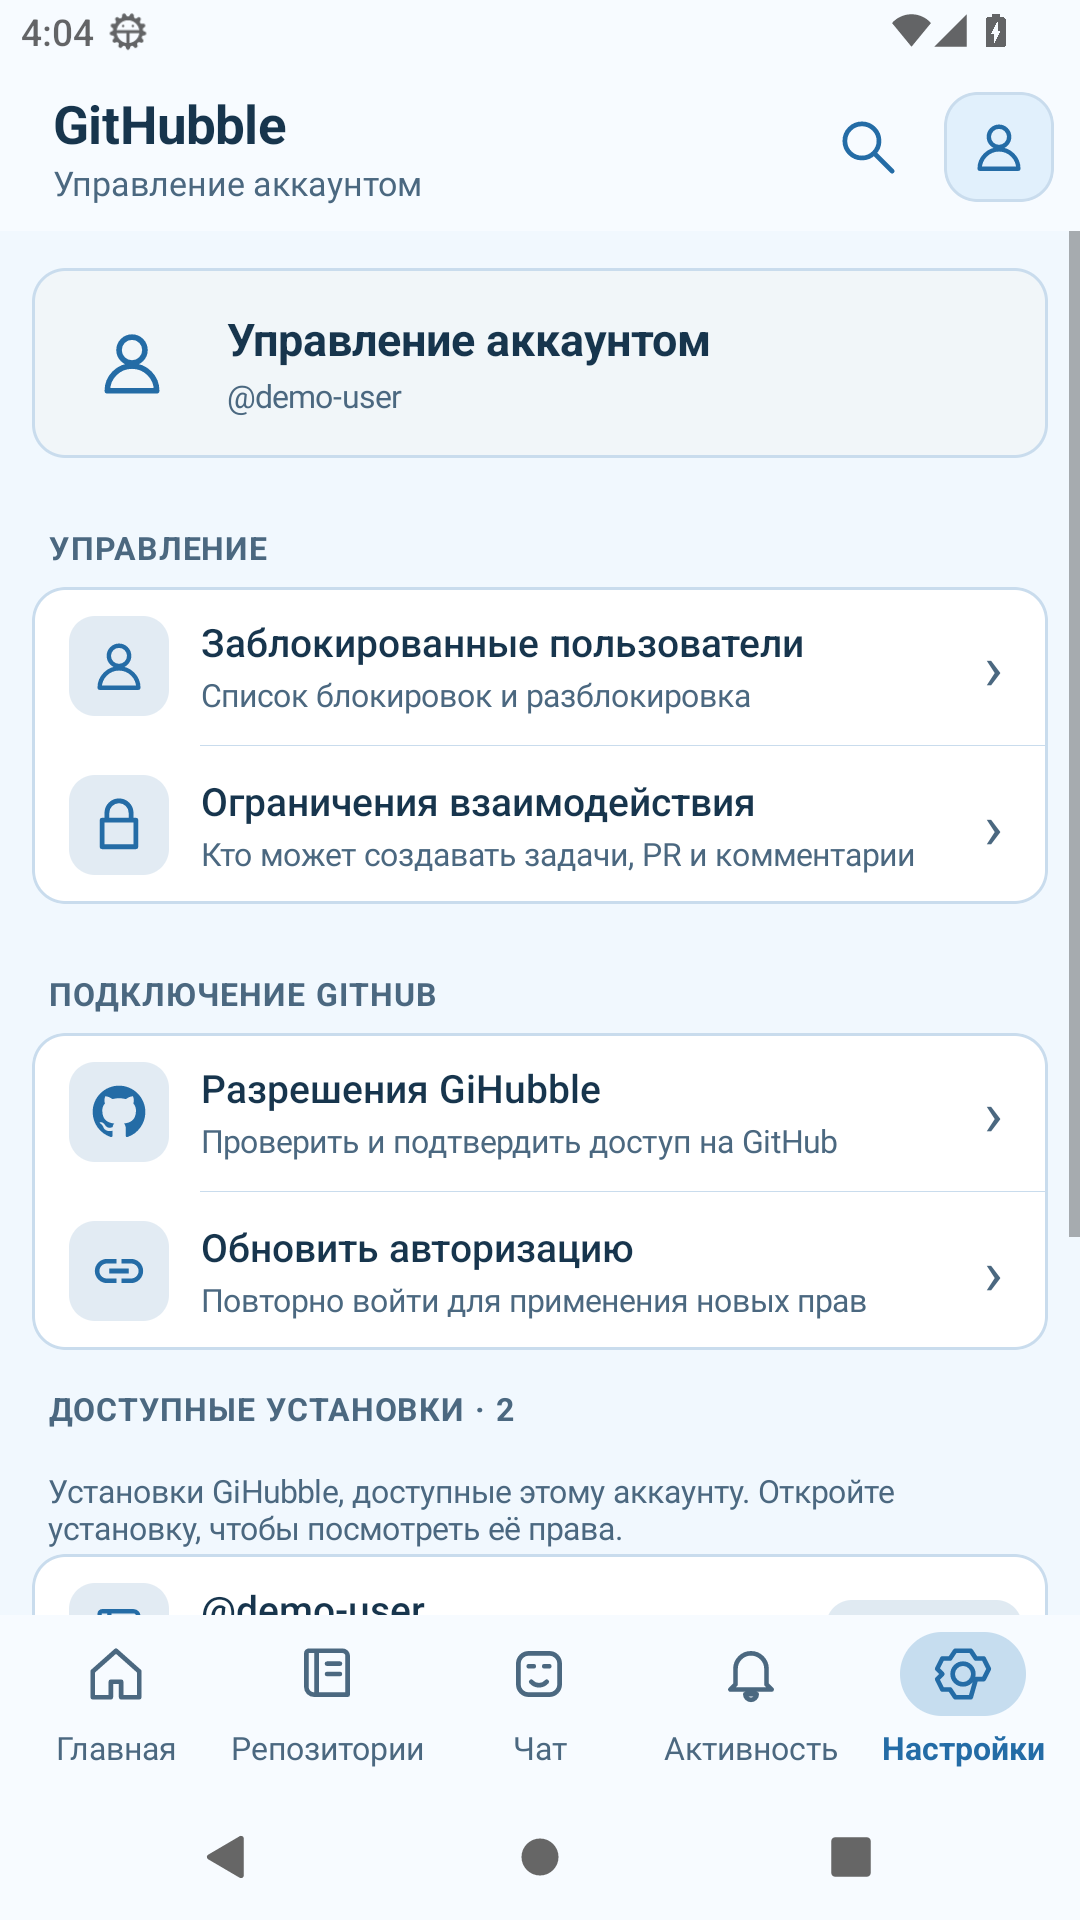 4:04
GitHubble
Управление аккаунтом
Управление аккаунтом
@demo-user
УПРАВЛЕНИЕ
Заблокированные пользователи
Список блокировок и разблокировка
Ограничения взаимодействия
Кто может создавать задачи, PR и комментарии
ПОДКЛЮЧЕНИЕ GITHUB
Разрешения GiHubble
Проверить и подтвердить доступ на GitHub
Обновить авторизацию
Повторно войти для применения новых прав
ДОСТУПНЫЕ УСТАНОВКИ · 2
Установки GiHubble, доступные этому аккаунту. Откройте
установку, чтобы посмотреть её права.
@demo-user
Главная
Репозитории
Чат
Активность
Настройки